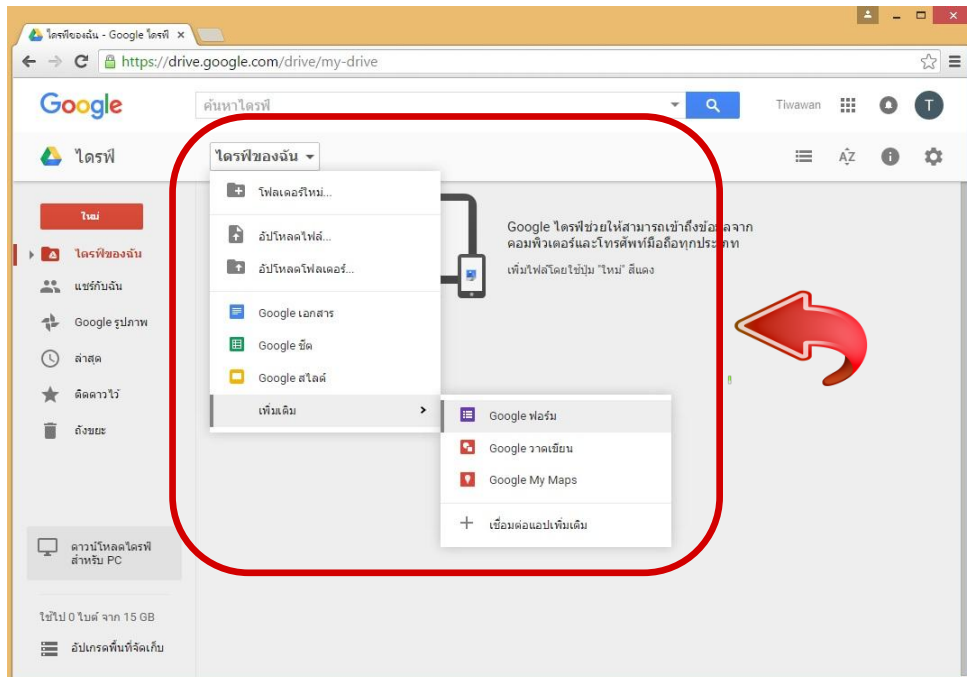 ไดรฟ์ของฉัน - Google ไดรฟ์
https://drive.google.com/drive/my-drive
Google
ค้นหาไดรฟ์
Tiwawan
T
ไดรฟ์
ไดรฟ์ของฉัน
AZ
ใหม่
ไดรฟ์ของฉัน
แชร์กับฉัน
Google รูปภาพ
ล่าสุด
ติดดาวไว้
ถังขยะ
ดาวน์โหลดไดรฟ์
สำหรับ PC
ใช้ไป 0 ไบต์ จาก 15 GB
อัปเกรดพื้นที่จัดเก็บ
โฟลเดอร์ใหม่...
อัปโหลดไฟล์...
อัปโหลดโฟลเดอร์...
Google เอกสาร
Google ชีต
Google สไลด์
เพิ่มเติม
Google ฟอร์ม
Google วาดเขียน
Google My Maps
เชื่อมต่อแอปเพิ่มเติม
Google ไดรฟ์ช่วยให้สามารถเข้าถึงข้อมูลจาก
คอมพิวเตอร์และโทรศัพท์มือถือทุกประเภท
เพิ่มไฟล์โดยใช้ปุ่ม "ใหม่" สีแดง